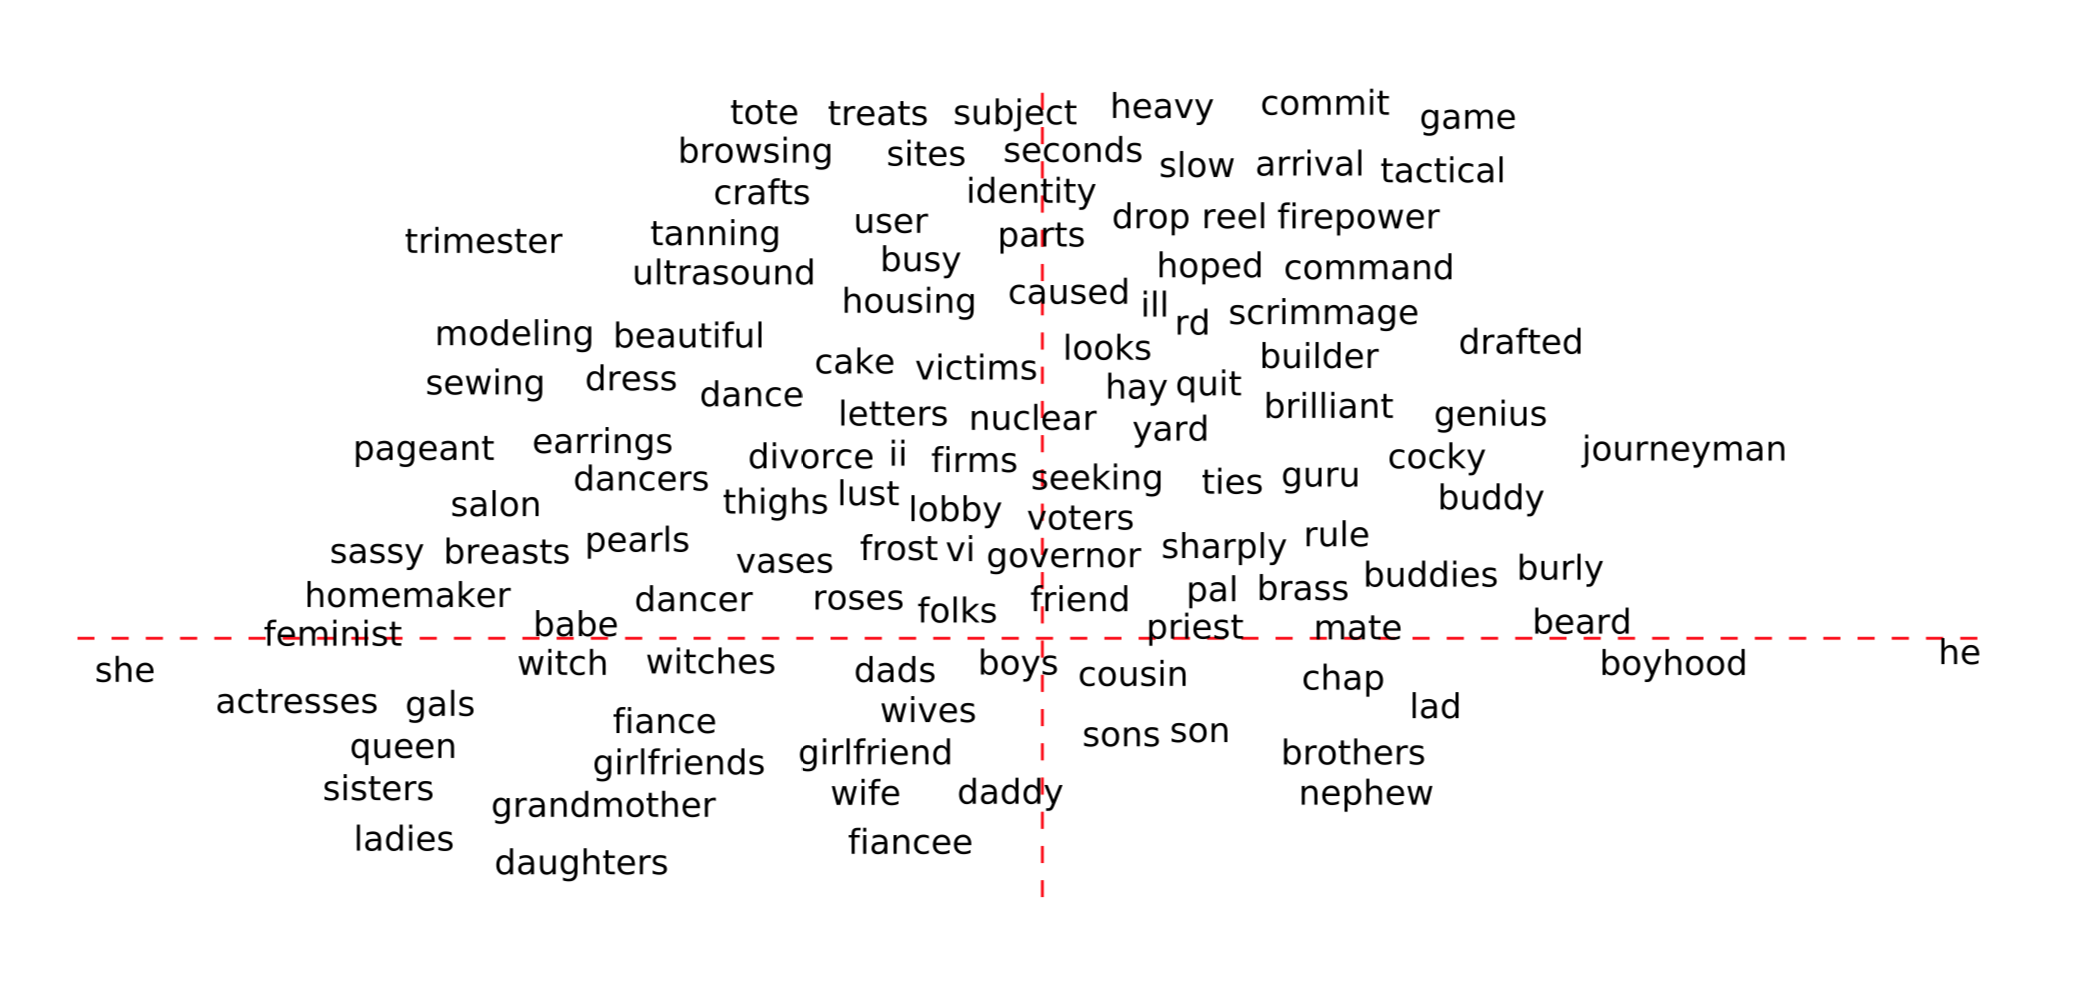 tote treats subject heavy commit game
browsing sites seconds slow arrival tactical
crafts identity
trimester tanning user parts drop reel firepower
ultrasound busy hoped command
housing caused ill rd scrimmage
modeling beautiful looks builder drafted
sewing dress dance cake victims hay quit
letters nuclear yard brilliant genius
pageant earrings divorce ii firms cocky journeyman
dancers seeking ties guru
salon thighs lust lobby voters buddy
sassy breasts pearls vases frost vi governor sharply rule
homemaker dancer roses folks friend pal brass buddies burly
feminist babe priest mate beard
she witch witches dads boys cousin chap boyhood he
actresses gals fiance wives lad
queen girlfriends girlfriend sons son brothers
sisters grandmother wife daddy nephew
ladies daughters fiancee